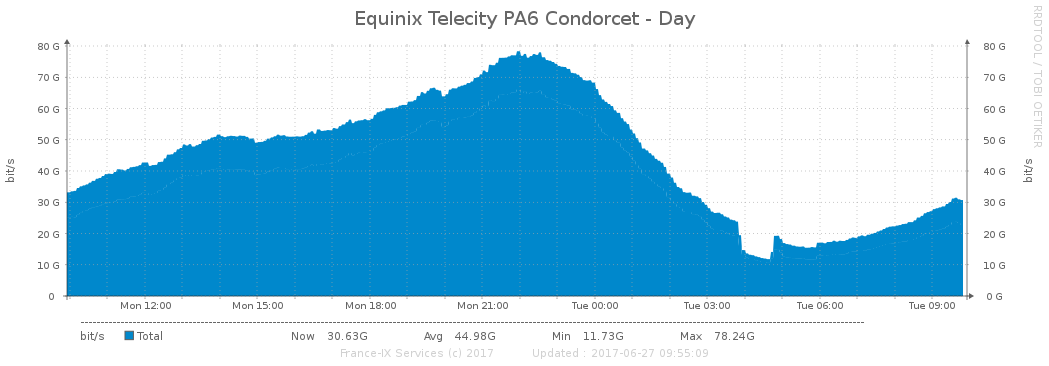 Equinix Telecity PA6 Condorcet - Day
RRDTOOL / TOBI OETIKER
80 G 80 G
70 G 70 G
60 G 60 G
50 G 50 G
40 G 40 G
30 G 30 G
20 G 20 G
10 G 10 G
0 0 G
bit/s
bit/s
Mon 12:00 Mon 15:00 Mon 18:00 Mon 21:00 Tue 00:00 Tue 03:00 Tue 06:00 Tue 09:00
bit/s Total Now 30.63G Avg 44.98G Min 11.73G Max 78.24G
France-IX Services (c) 2017 Updated : 2017-06-27 09:55:09